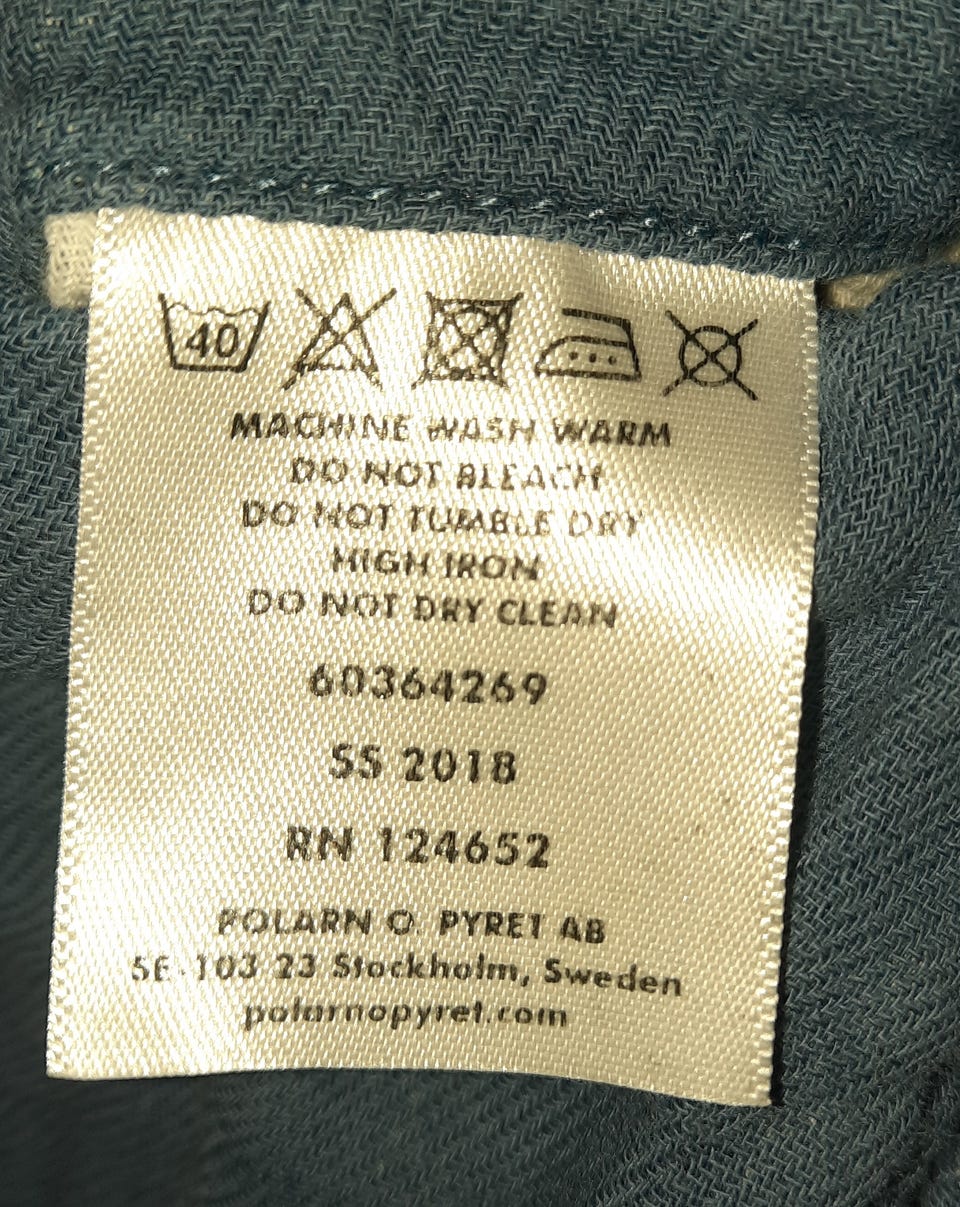 40
MACHINE WASH WARM
DO NOT BLEACH
DO NOT TUMBLE DRY
HIGH IRON
DO NOT DRY CLEAN
60364269
SS 2018
RN 124652
POLARN O. PYRET AB
SE-103 23 Stockholm, Sweden
polarnopyret.com